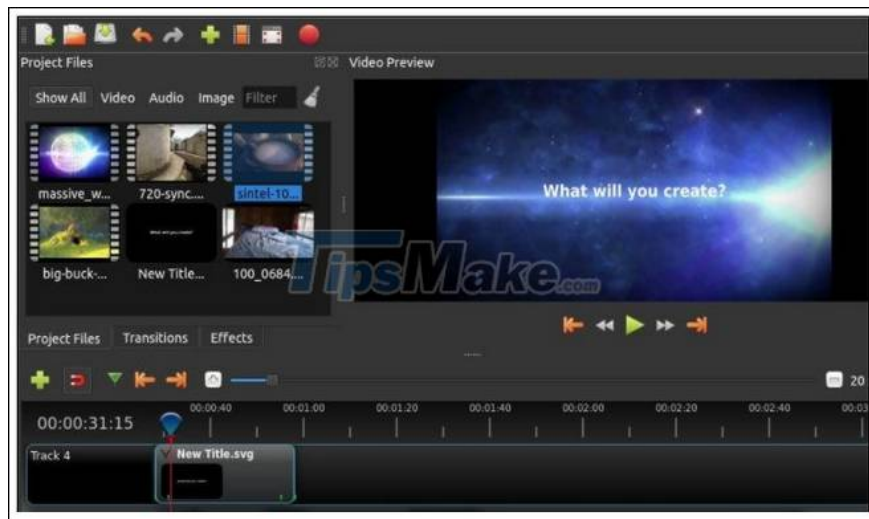 Project Files
Video Preview
Show All Video Audio Image Filter
massive_w... 720-sync.... sintel-10...
What will you create?
big-buck-... New Title... 100_0684....
TipsMake.com
Project Files Transitions Effects
20
00:00:31:15
00:00:40 00:01:00 00:01:20 00:01:40 00:02:00 00:02:20 00:02:40 00:03
Track 4
New Title.svg